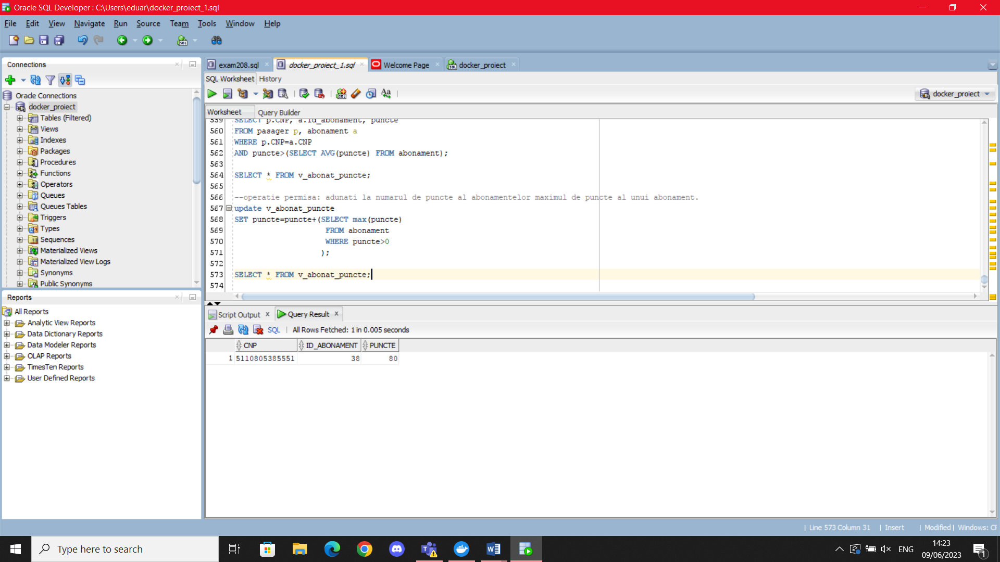 Oracle SQL Developer : C:\Users\eduar\docker_proiect_1.sql
File Edit View Navigate Run Source Team Tools Window Help
Connections
Oracle Connections
docker_proiect
Tables (Filtered)
Views
Indexes
Packages
Procedures
Functions
Operators
Queues
Queues Tables
Triggers
Types
Sequences
Materialized Views
Materialized View Logs
Synonyms
Public Synonyms
Reports
All Reports
Analytic View Reports
Data Dictionary Reports
Data Modeler Reports
OLAP Reports
TimesTen Reports
User Defined Reports
exam208.sql docker_proiect_1.sql Welcome Page docker_proiect
SQL Worksheet History
docker_proiect
Worksheet Query Builder
559 SELECT p.CNP, a.id_abonament, puncte
560 FROM pasager p, abonament a
561 WHERE p.CNP=a.CNP
562 AND puncte>(SELECT AVG(puncte) FROM abonament);
563
564 SELECT * FROM v_abonat_puncte;
565
566 --operatie permisa: adunati la numarul de puncte al abonamentelor maximul de puncte al unui abonament.
567 update v_abonat_puncte
568 SET puncte=puncte+(SELECT max(puncte)
569 FROM abonament
570 WHERE puncte>0
571 );
572
573 SELECT * FROM v_abonat_puncte;
574
Script Output Query Result
SQL All Rows Fetched: 1 in 0.005 seconds
CNP ID_ABONAMENT PUNCTE
1 5110805385551 38 80
Line 573 Column 31 Insert Modified Windows: CF
Type here to search
ENG
14:23
09/06/2023
1